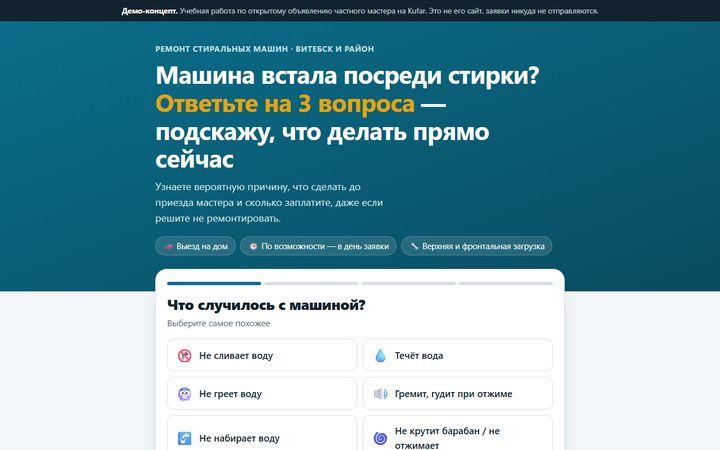 Демо-концепт. Учебная работа по открытому объявлению частного мастера на Kufar. Это не его сайт, заявки никуда не отправляются.
РЕМОНТ СТИРАЛЬНЫХ МАШИН · ВИТЕБСК И РАЙОН
Машина встала посреди стирки?
Ответьте на 3 вопроса —
подскажу, что делать прямо
сейчас
Узнаете вероятную причину, что сделать до
приезда мастера и сколько заплатите, даже если
решите не ремонтировать.
Выезд на дом
По возможности — в день заявки
Верхняя и фронтальная загрузка
Что случилось с машиной?
Выберите самое похожее
Не сливает воду
Течёт вода
Не греет воду
Гремит, гудит при отжиме
Не набирает воду
Не крутит барабан / не
отжимает